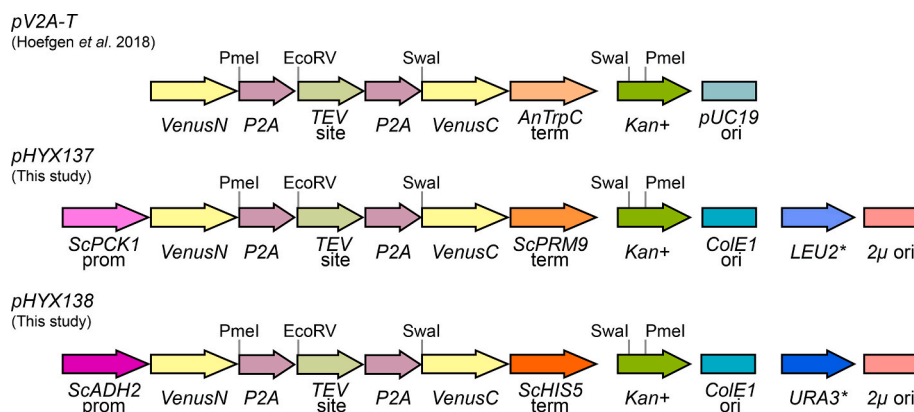 pV2A-T
(Hoefgen et al. 2018)
PmeI EcoRV SwaI SwaI PmeI
VenusN P2A TEV site P2A VenusC AnTrpC term Kan+ pUC19 ori
pHYX137
(This study)
PmeI EcoRV SwaI SwaI PmeI
ScPCK1 prom VenusN P2A TEV site P2A VenusC ScPRM9 term Kan+ ColE1 ori LEU2* 2μ ori
pHYX138
(This study)
PmeI EcoRV SwaI SwaI PmeI
ScADH2 prom VenusN P2A TEV site P2A VenusC ScHIS5 term Kan+ ColE1 ori URA3* 2μ ori